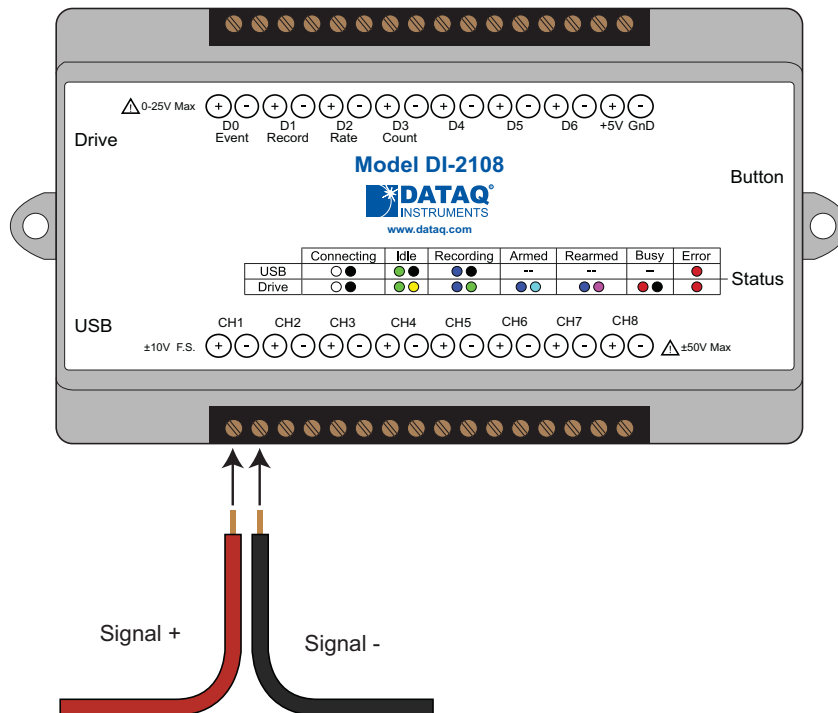 0-25V Max + - + - + - + - + - + - + - + -
D0 D1 D2 D3 D4 D5 D6 +5V GnD
Event Record Rate Count
Drive
Model DI-2108
DATAQ®
INSTRUMENTS
www.dataq.com
Button
Connecting Idle Recording Armed Rearmed Busy Error
USB -- -- –
Drive
Status
USB
CH1 CH2 CH3 CH4 CH5 CH6 CH7 CH8
±10V F.S. + - + - + - + - + - + - + - + - ±50V Max
Signal +
Signal -